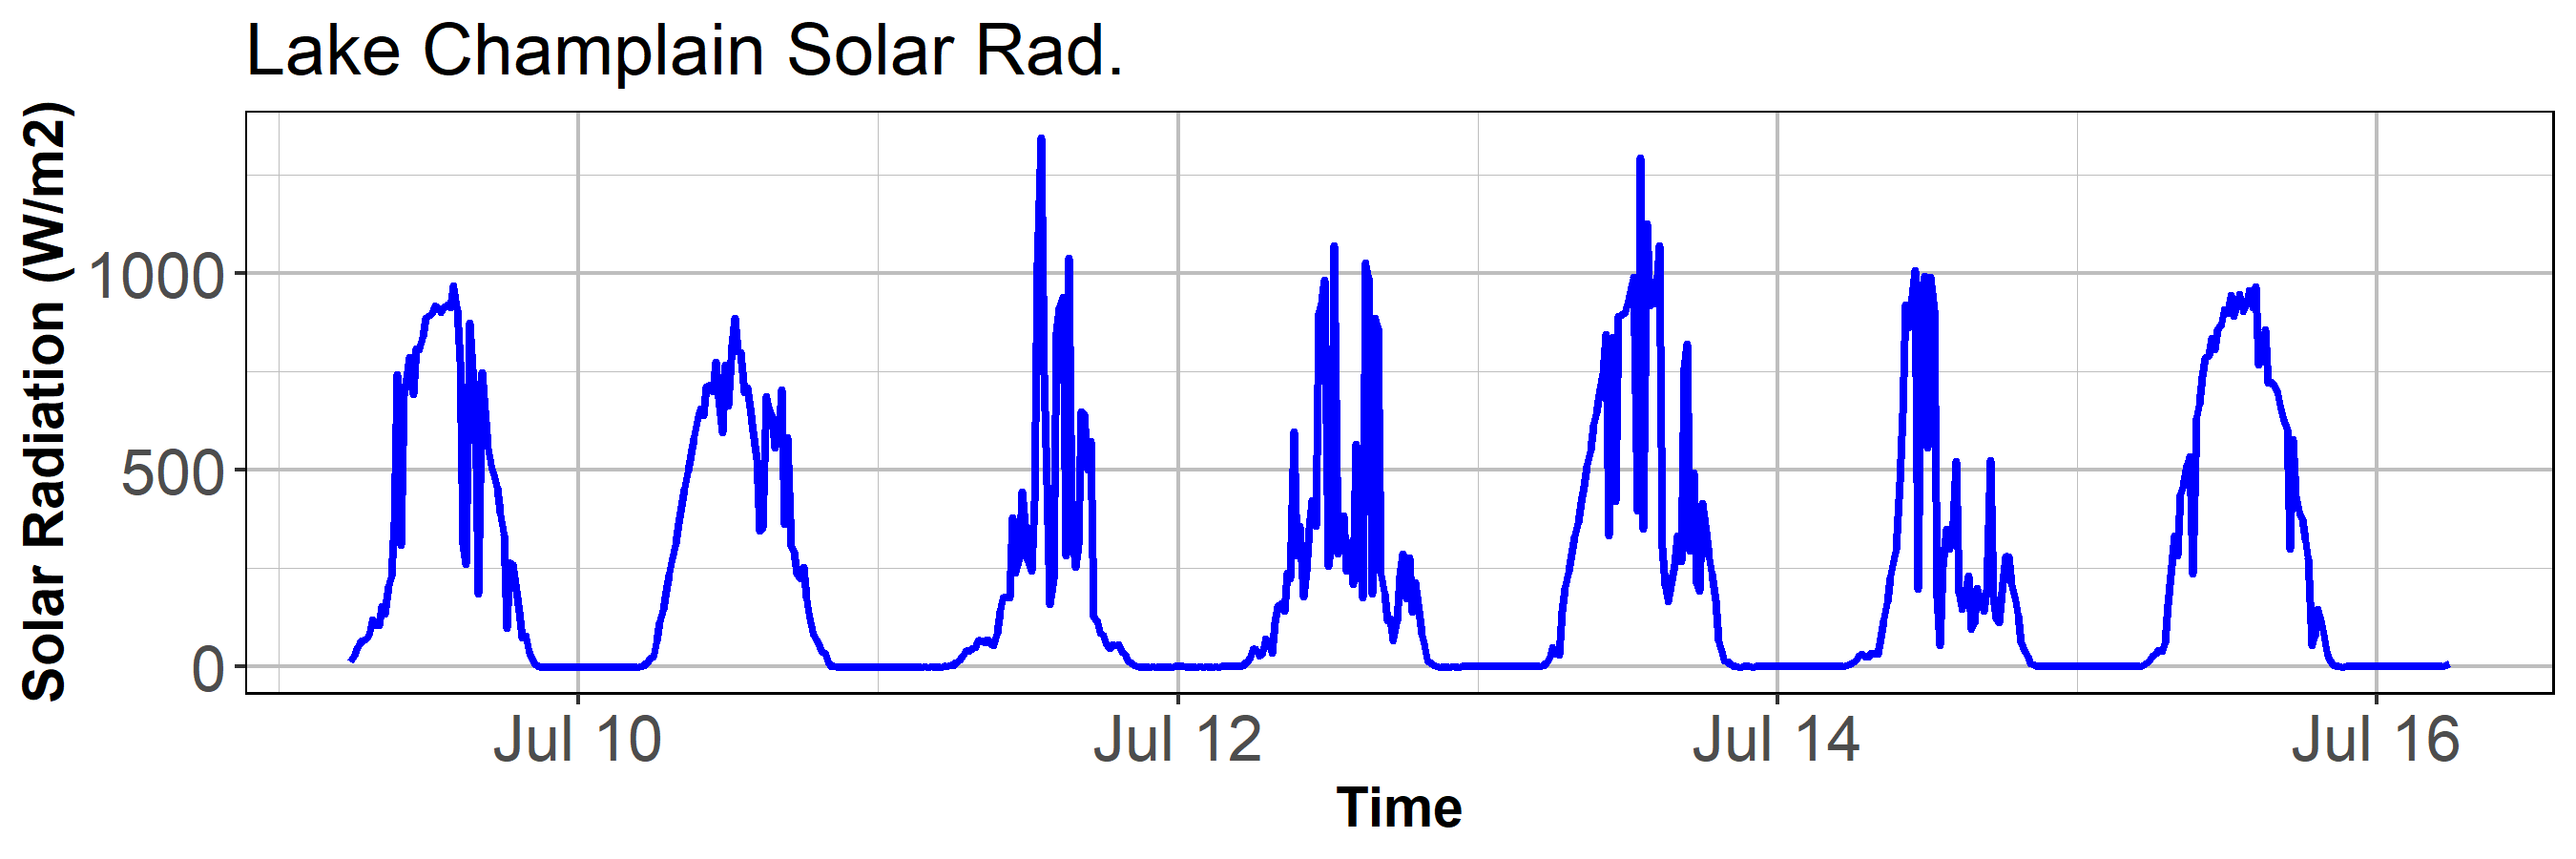 Lake Champlain Solar Rad.
Solar Radiation (W/m2)
1000
500
0
Jul 10 Jul 12 Jul 14 Jul 16
Time